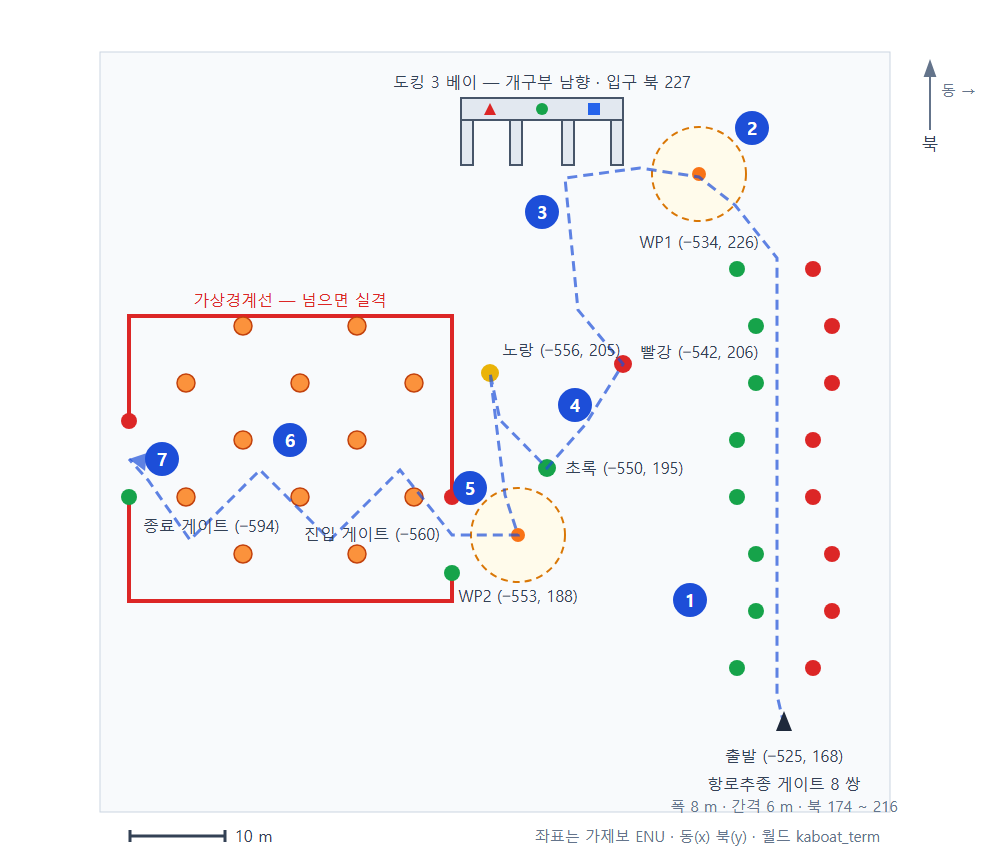 도킹 3 베이 — 개구부 남향 · 입구 북 227
동 →
북
2
3
WP1 (−534, 226)
가상경계선 — 넘으면 실격
노랑 (−556, 205)
빨강 (−542, 206)
4
6
7
초록 (−550, 195)
5
종료 게이트 (−594)
진입 게이트 (−560)
WP2 (−553, 188)
1
출발 (−525, 168)
항로추종 게이트 8 쌍
폭 8 m · 간격 6 m · 북 174 ~ 216
10 m
좌표는 가제보 ENU · 동(x) 북(y) · 월드 kaboat_term